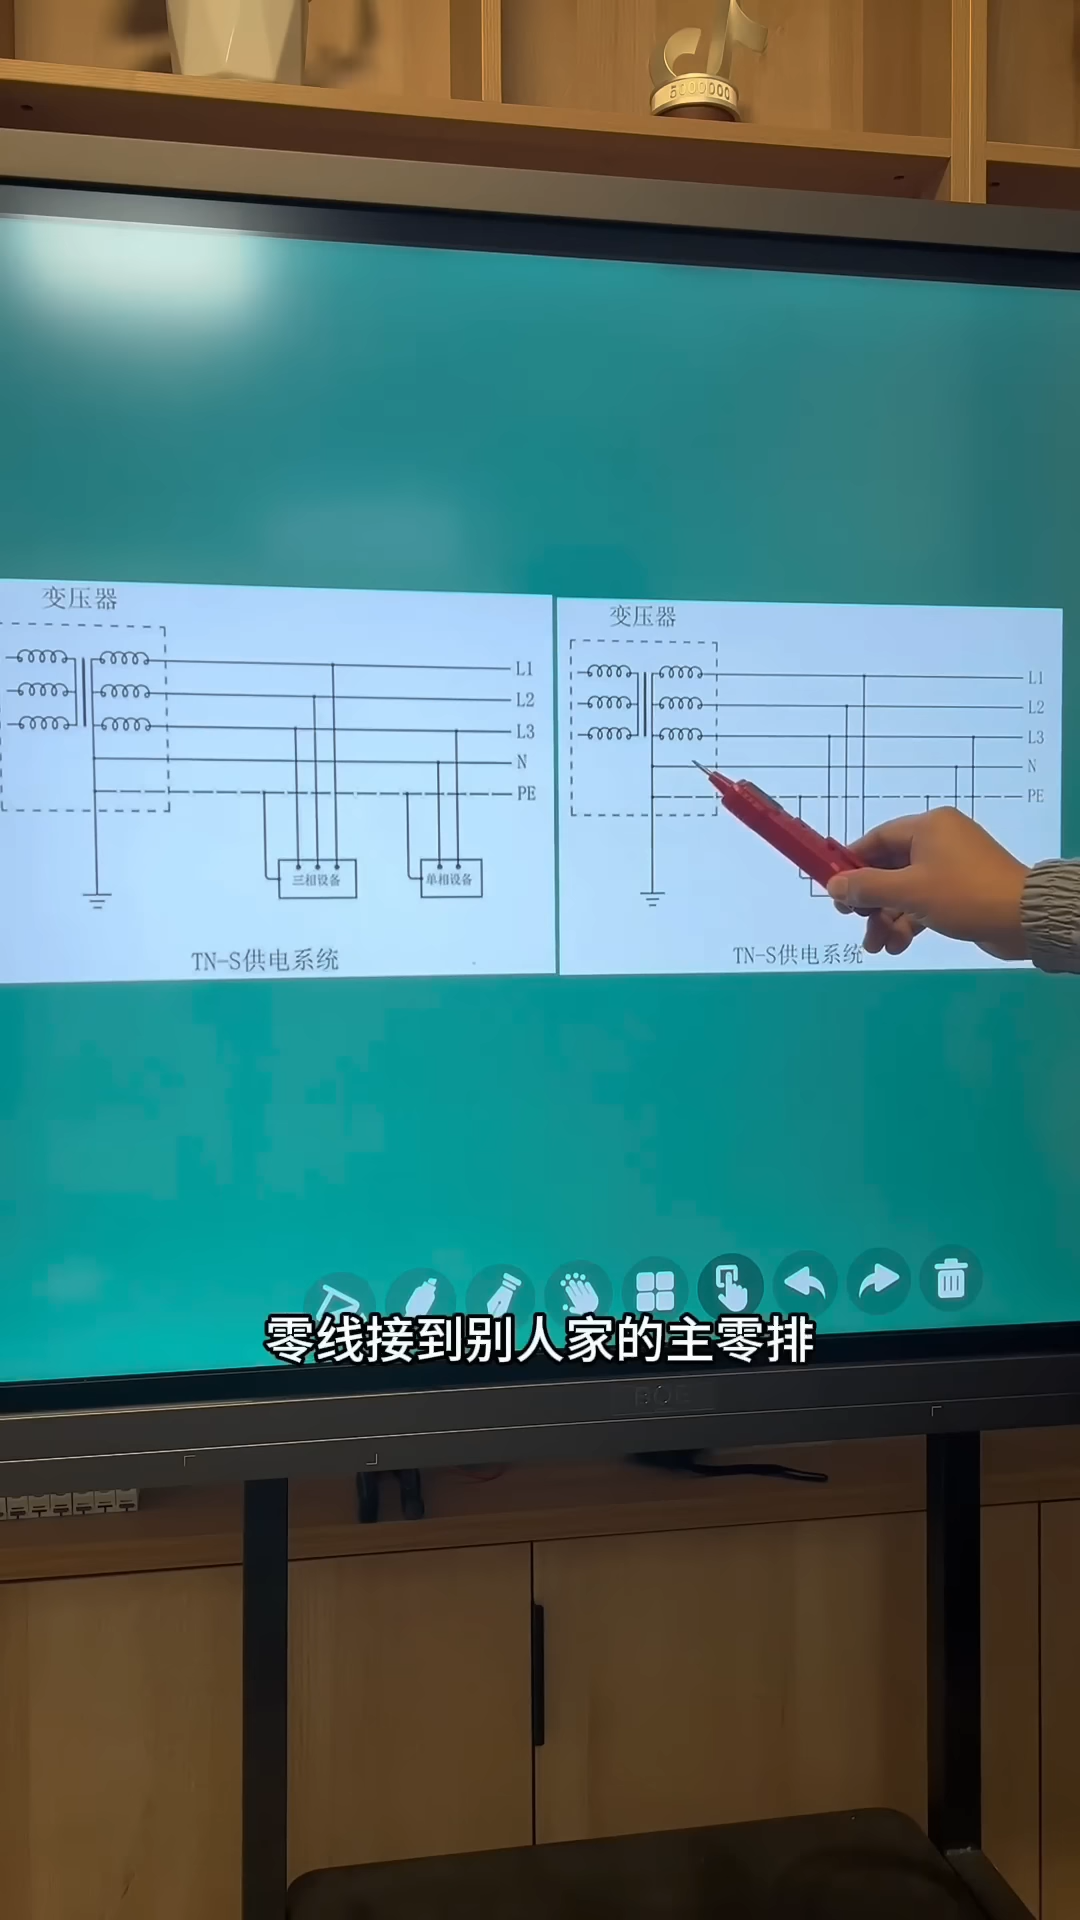 5000000
变压器
L1
L2
L3
N
PE
三相设备
单相设备
TN-S供电系统
变压器
L1
L2
L3
N
PE
TN-S供电系统
零线接到别人家的主零排
BOE